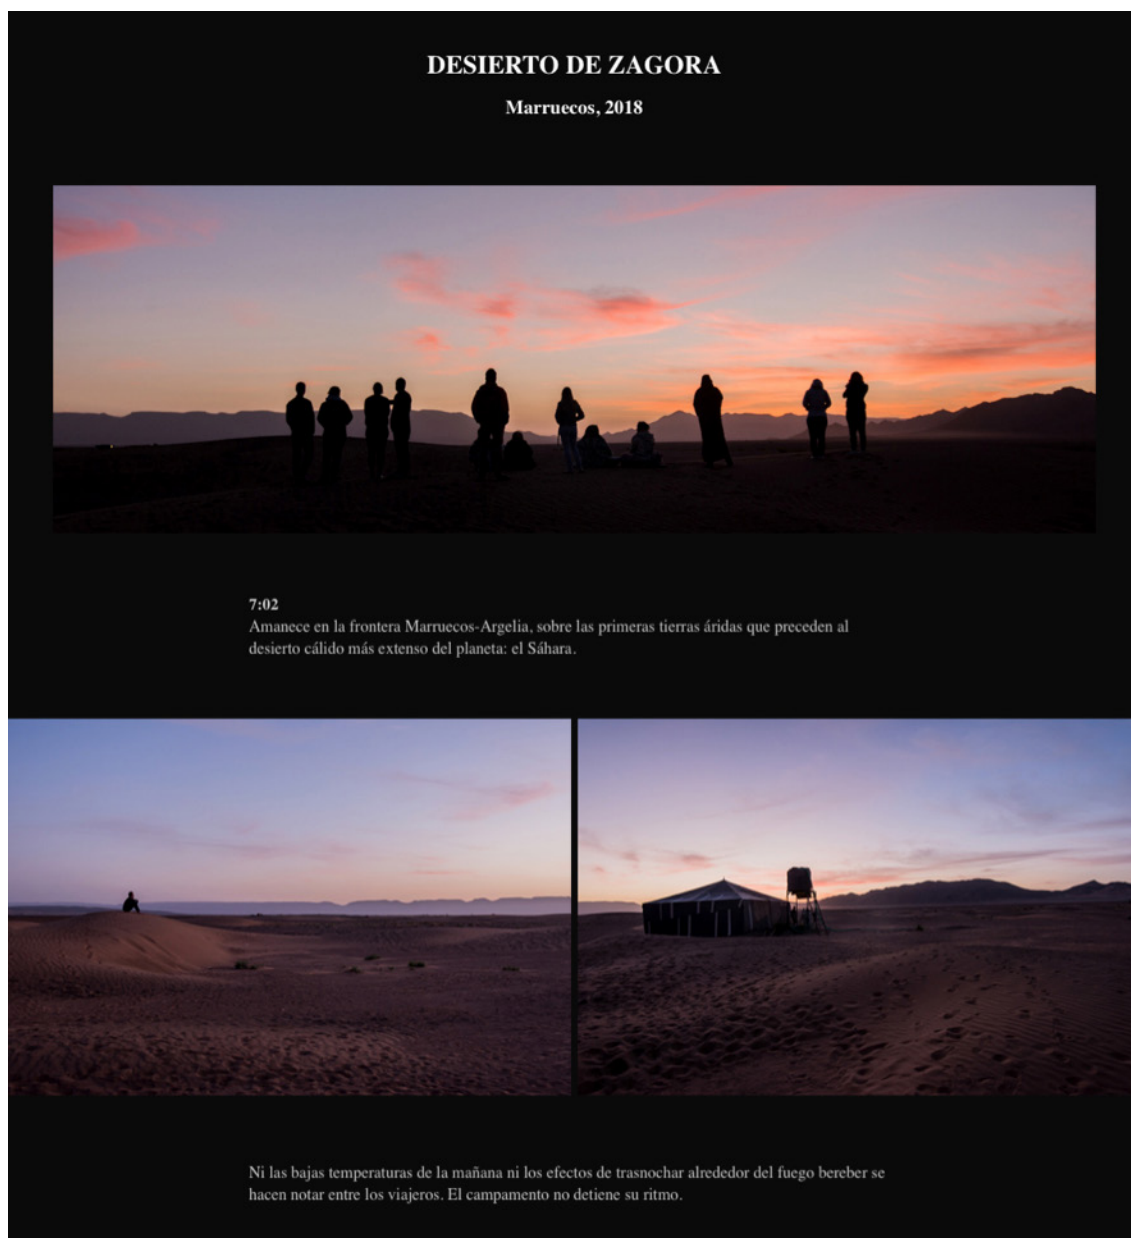 DESIERTO DE ZAGORA
Marruecos, 2018
7:02
Amanece en la frontera Marruecos-Argelia, sobre las primeras tierras áridas que preceden al
desierto cálido más extenso del planeta: el Sáhara.
Ni las bajas temperaturas de la mañana ni los efectos de trasnochar alrededor del fuego bereber se
hacen notar entre los viajeros. El campamento no detiene su ritmo.